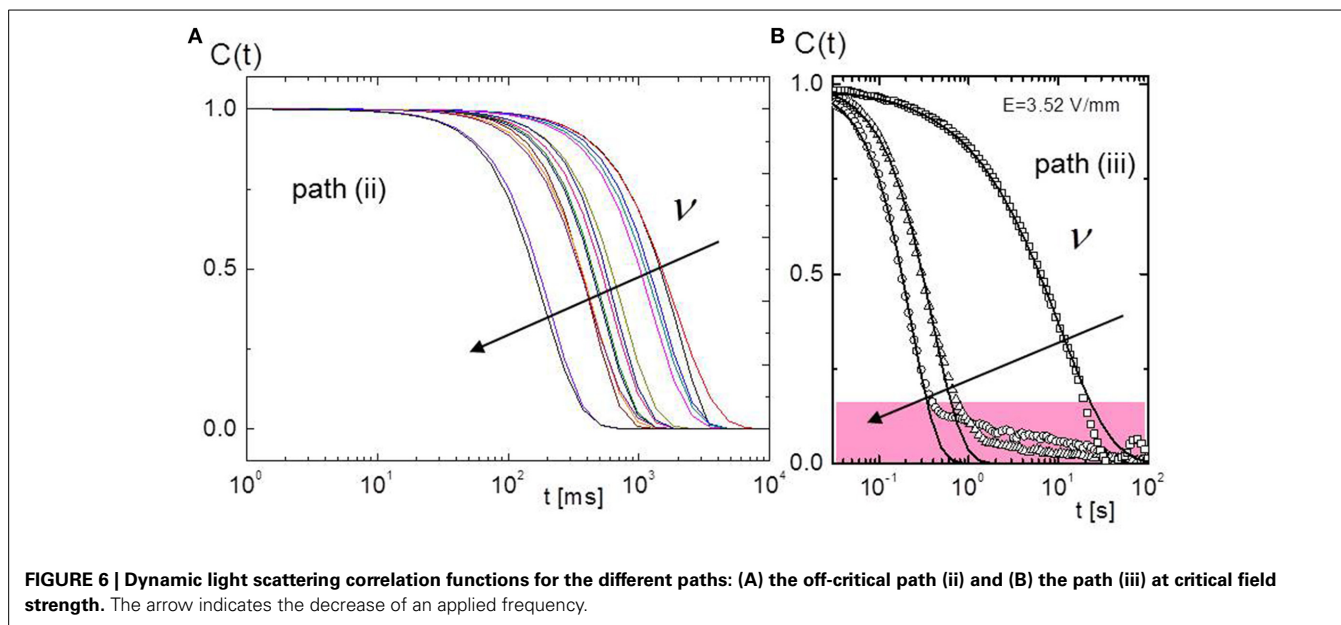 A
C(t)
1.0
0.5
0.0
path (ii)
ν
10^0
10^1
10^2
10^3
10^4
t [ms]
B
C(t)
1.0
0.5
0.0
E=3.52 V/mm
path (iii)
ν
10^-1
10^0
10^1
10^2
t [s]
FIGURE 6 | Dynamic light scattering correlation functions for the different paths: (A) the off-critical path (ii) and (B) the path (iii) at critical field
strength. The arrow indicates the decrease of an applied frequency.